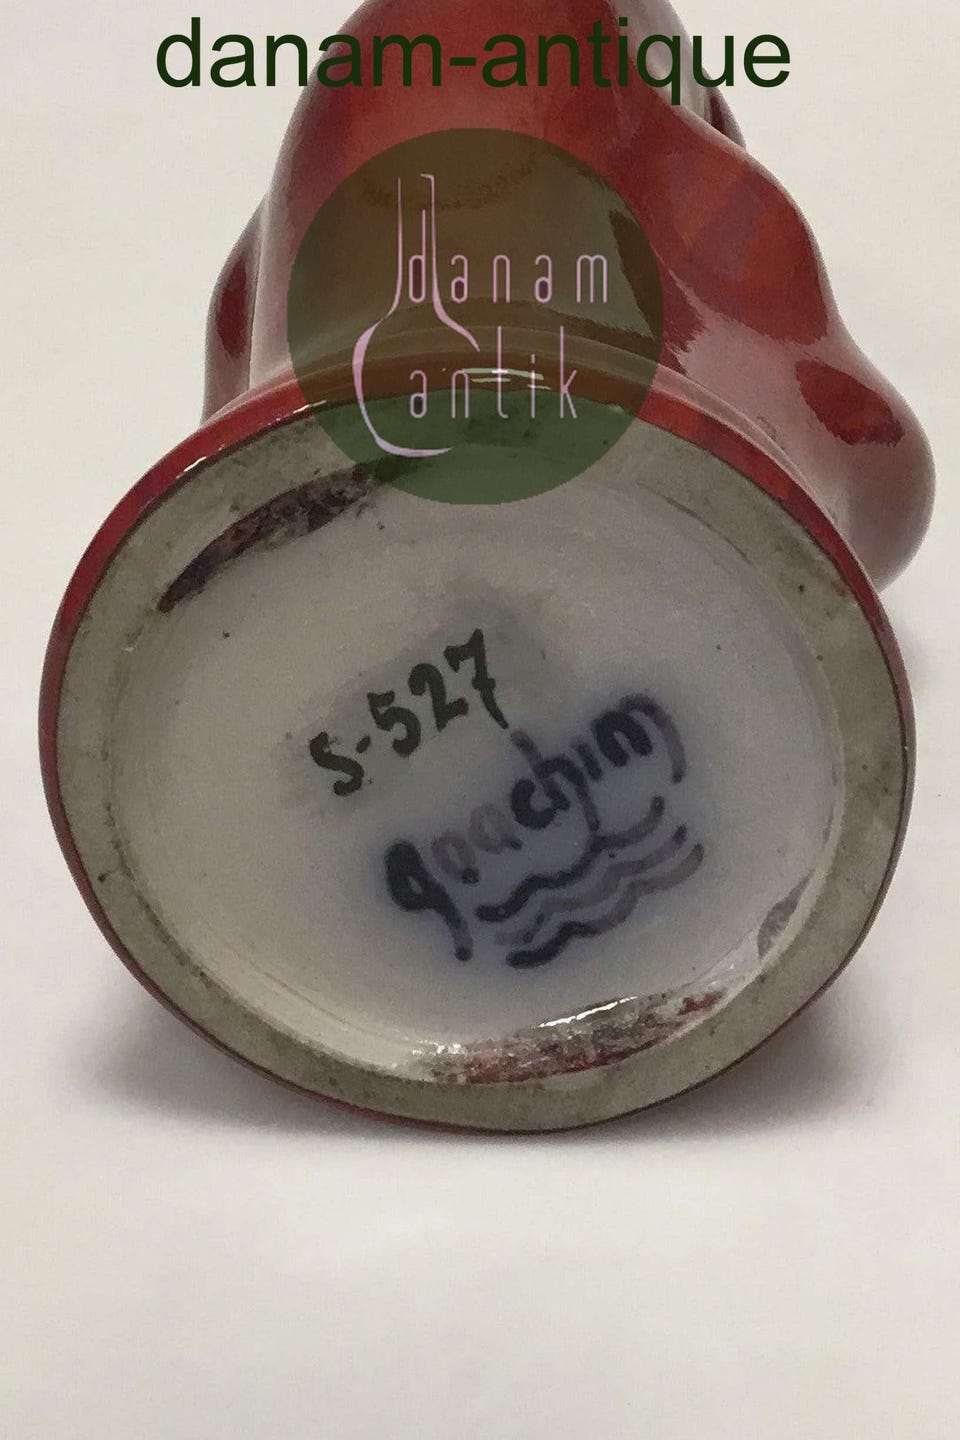 danam-antique
danam
antik
S-527
Joachim